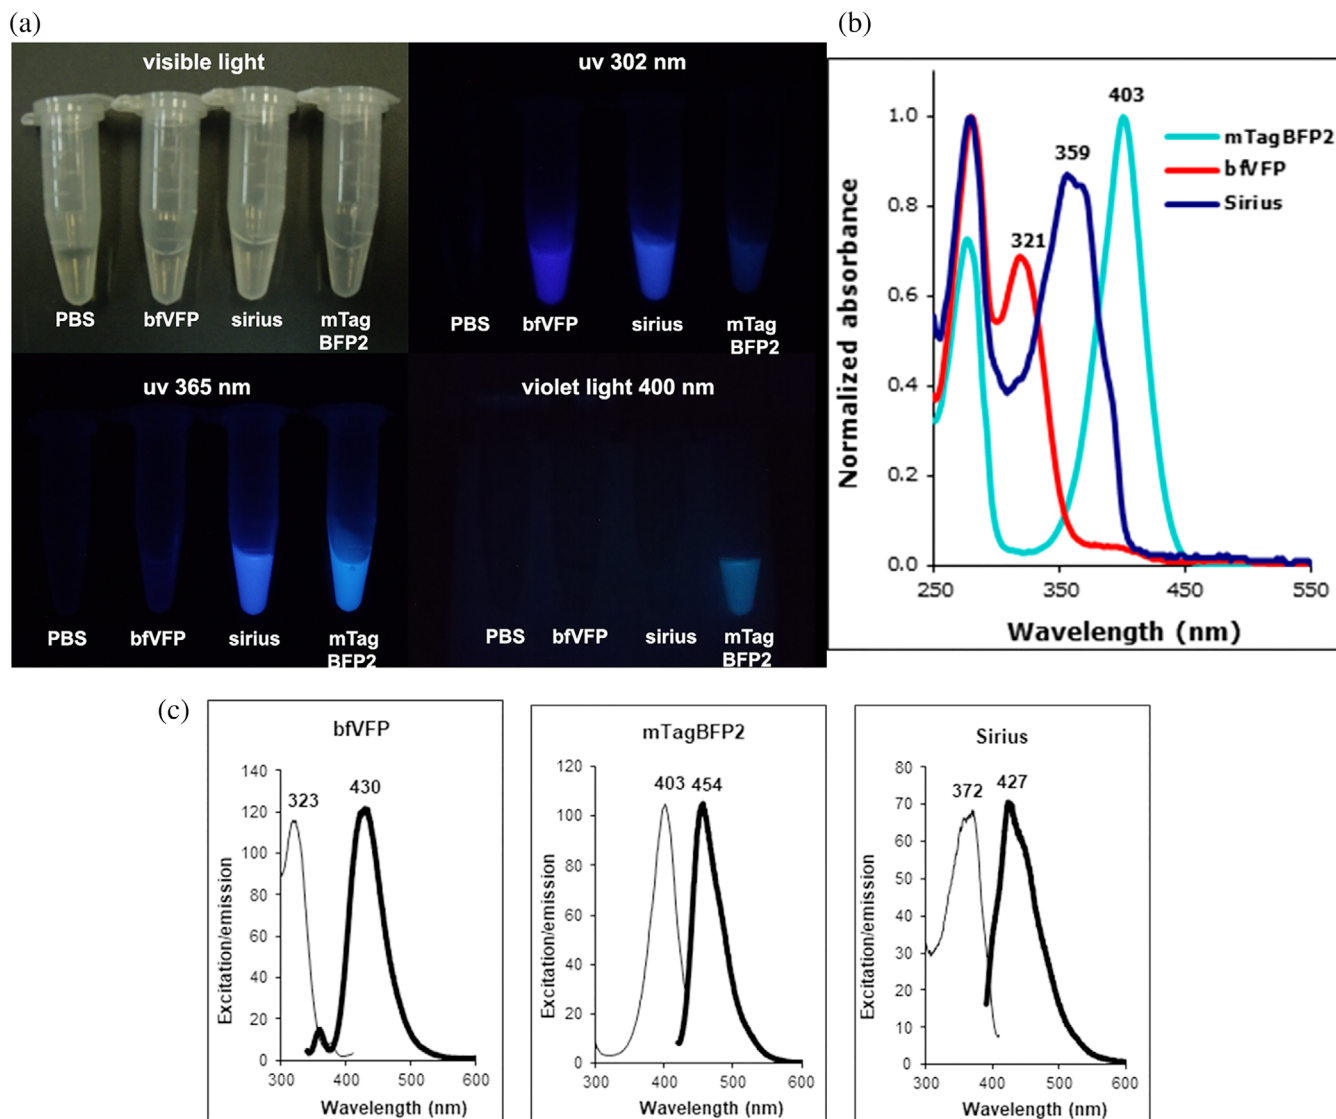 (a)
visible light
PBS
bfVFP
sirius
mTag
BFP2
uv 302 nm
PBS
bfVFP
sirius
mTag
BFP2
uv 365 nm
PBS
bfVFP
sirius
mTag
BFP2
violet light 400 nm
PBS
bfVFP
sirius
mTag
BFP2
(b)
Normalized absorbance
1.0
0.8
0.6
0.4
0.2
0.0
250
350
450
550
Wavelength (nm)
321
359
403
mTagBFP2
bfVFP
Sirius
(c)
bfVFP
Excitation/emission
140
120
100
80
60
40
20
0
323
430
300
400
500
600
Wavelength (nm)
mTagBFP2
Excitation/emission
120
100
80
60
40
20
0
403
454
300
400
500
600
Wavelength (nm)
Sirius
Excitation/emission
80
70
60
50
40
30
20
10
0
372
427
300
400
500
600
Wavelength (nm)